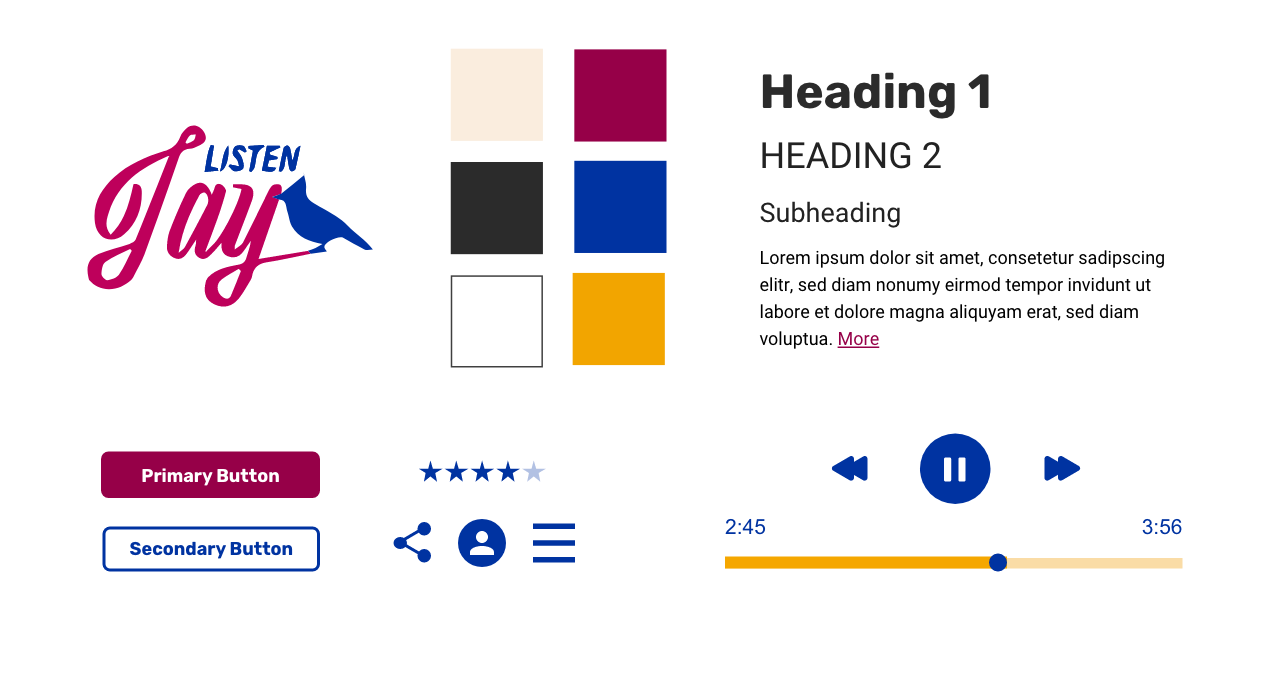 LISTEN
Jay
Heading 1
HEADING 2
Subheading
Lorem ipsum dolor sit amet, consetetur sadipscing
elitr, sed diam nonumy eirmod tempor invidunt ut
labore et dolore magna aliquyam erat, sed diam
voluptua. More
Primary Button
Secondary Button
2:45
3:56